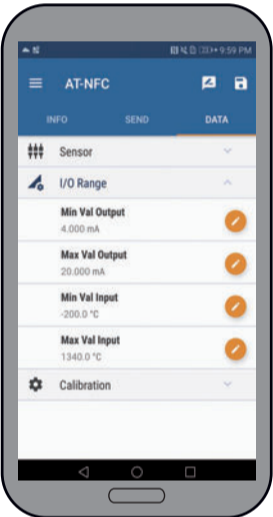 9:59 PM
AT-NFC
INFO SEND DATA
Sensor
I/O Range
Min Val Output
4.000 mA
Max Val Output
20.000 mA
Min Val Input
-200.0 °C
Max Val Input
1340.0 °C
Calibration